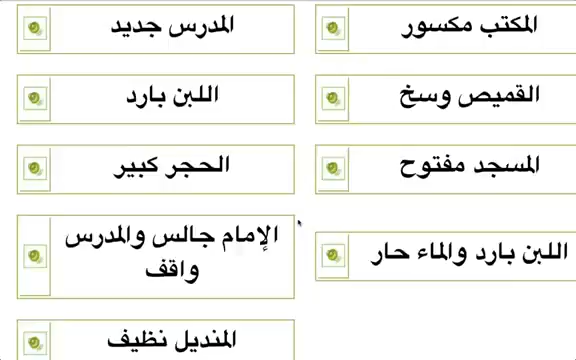 المكتب مكسور
المدرس جديد
القميص وسخ
اللبن بارد
المسجد مفتوح
الحجر كبير
اللبن بارد والماء حار
الإمام جالس والمدرس
واقف
المنديل نظيف